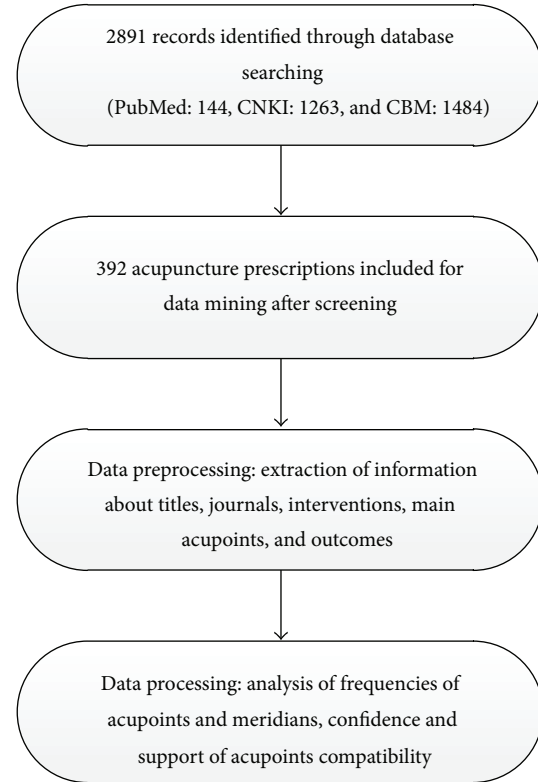 2891 records identified through database
searching
(PubMed: 144, CNKI: 1263, and CBM: 1484)
392 acupuncture prescriptions included for
data mining after screening
Data preprocessing: extraction of information
about titles, journals, interventions, main
acupoints, and outcomes
Data processing: analysis of frequencies of
acupoints and meridians, confidence and
support of acupoints compatibility